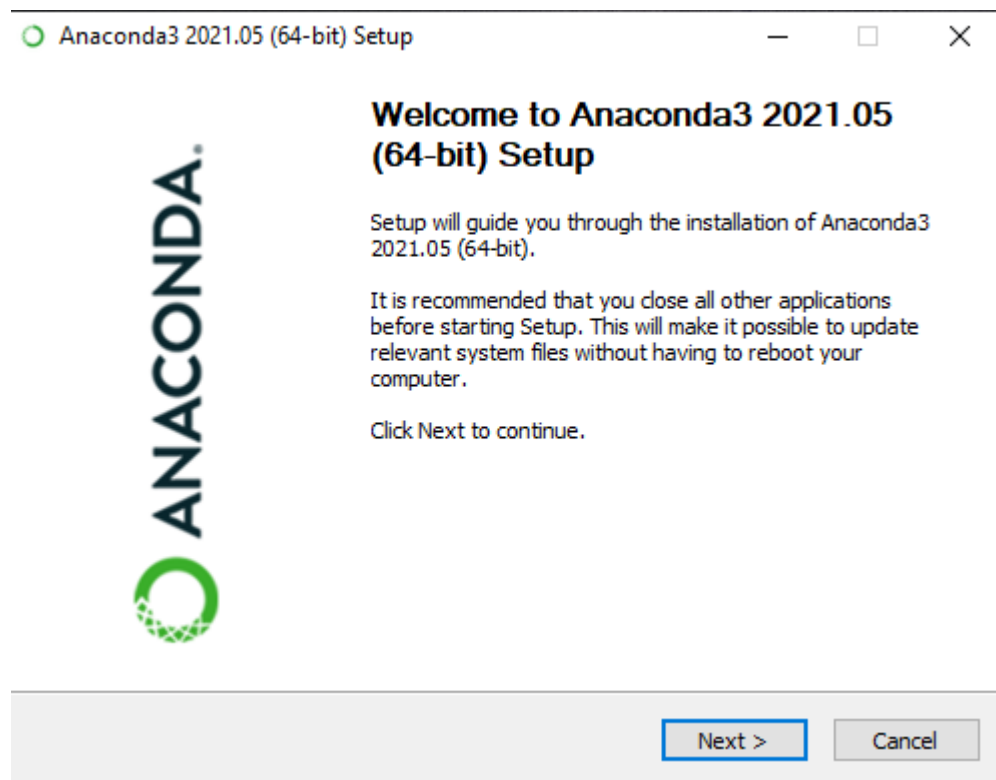 Anaconda3 2021.05 (64-bit) Setup
Welcome to Anaconda3 2021.05
(64-bit) Setup
Setup will guide you through the installation of Anaconda3
2021.05 (64-bit).
It is recommended that you close all other applications
before starting Setup. This will make it possible to update
relevant system files without having to reboot your
computer.
Click Next to continue.
ANACONDA.
Next >
Cancel